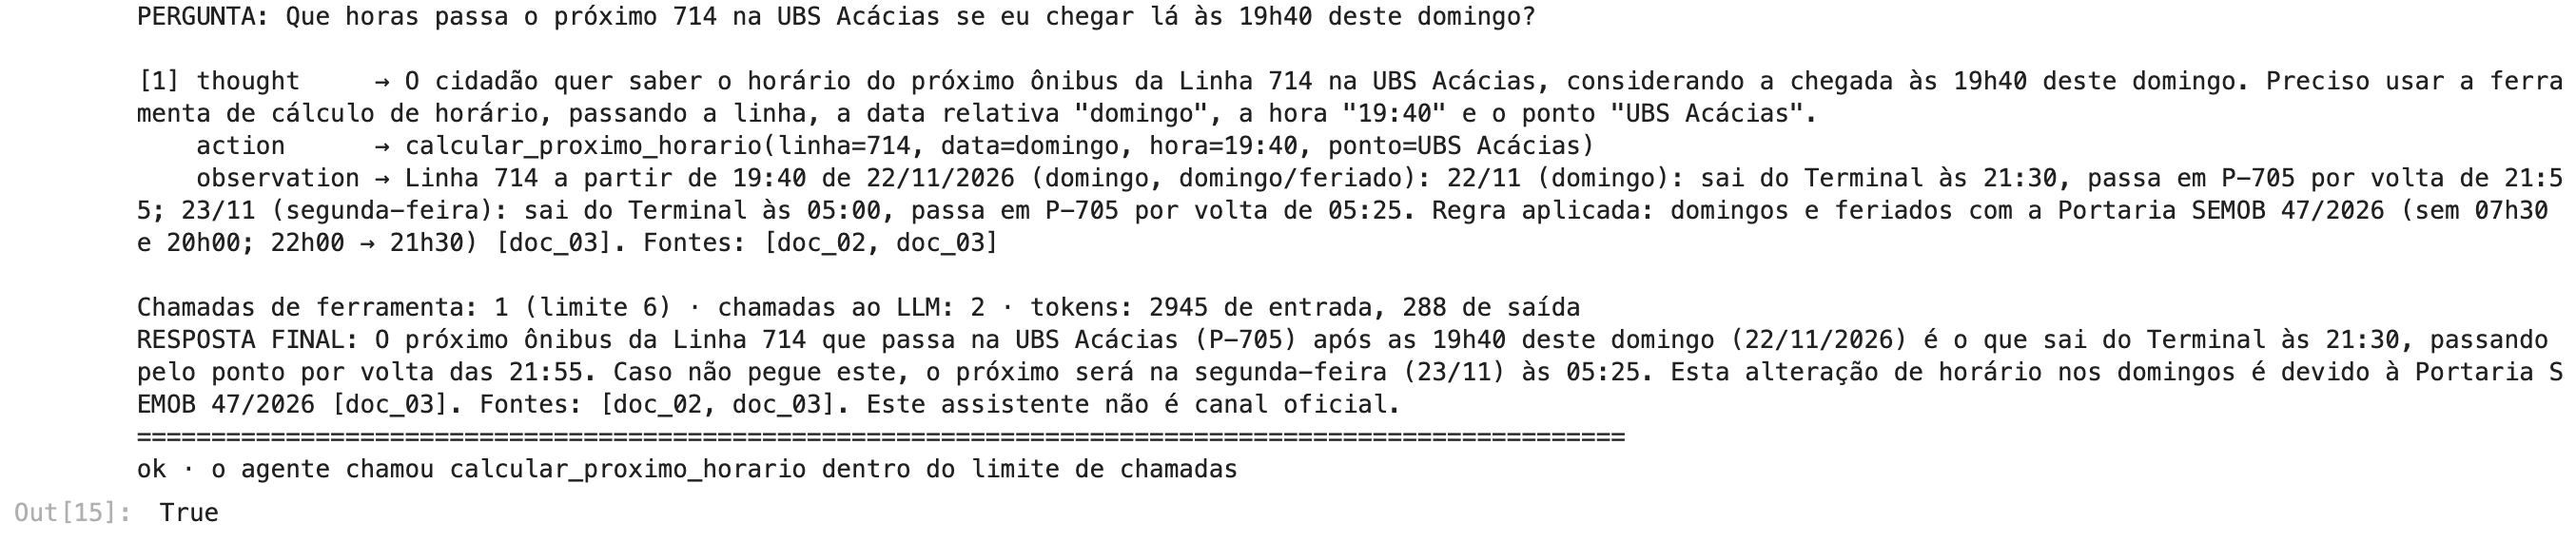 PERGUNTA: Que horas passa o próximo 714 na UBS Acácias se eu chegar lá às 19h40 deste domingo?
[1] thought     → O cidadão quer saber o horário do próximo ônibus da Linha 714 na UBS Acácias, considerando a chegada às 19h40 deste domingo. Preciso usar a ferra
menta de cálculo de horário, passando a linha, a data relativa "domingo", a hora "19:40" e o ponto "UBS Acácias".
    action      → calcular_proximo_horario(linha=714, data=domingo, hora=19:40, ponto=UBS Acácias)
    observation → Linha 714 a partir de 19:40 de 22/11/2026 (domingo, domingo/feriado): 22/11 (domingo): sai do Terminal às 21:30, passa em P-705 por volta de 21:5
5; 23/11 (segunda-feira): sai do Terminal às 05:00, passa em P-705 por volta de 05:25. Regra aplicada: domingos e feriados com a Portaria SEMOB 47/2026 (sem 07h30
e 20h00; 22h00 → 21h30) [doc_03]. Fontes: [doc_02, doc_03]
Chamadas de ferramenta: 1 (limite 6) · chamadas ao LLM: 2 · tokens: 2945 de entrada, 288 de saída
RESPOSTA FINAL: O próximo ônibus da Linha 714 que passa na UBS Acácias (P-705) após as 19h40 deste domingo (22/11/2026) é o que sai do Terminal às 21:30, passando
pelo ponto por volta das 21:55. Caso não pegue este, o próximo será na segunda-feira (23/11) às 05:25. Esta alteração de horário nos domingos é devido à Portaria S
EMOB 47/2026 [doc_03]. Fontes: [doc_02, doc_03]. Este assistente não é canal oficial.
====================================================================================================
ok · o agente chamou calcular_proximo_horario dentro do limite de chamadas
Out[15]: True